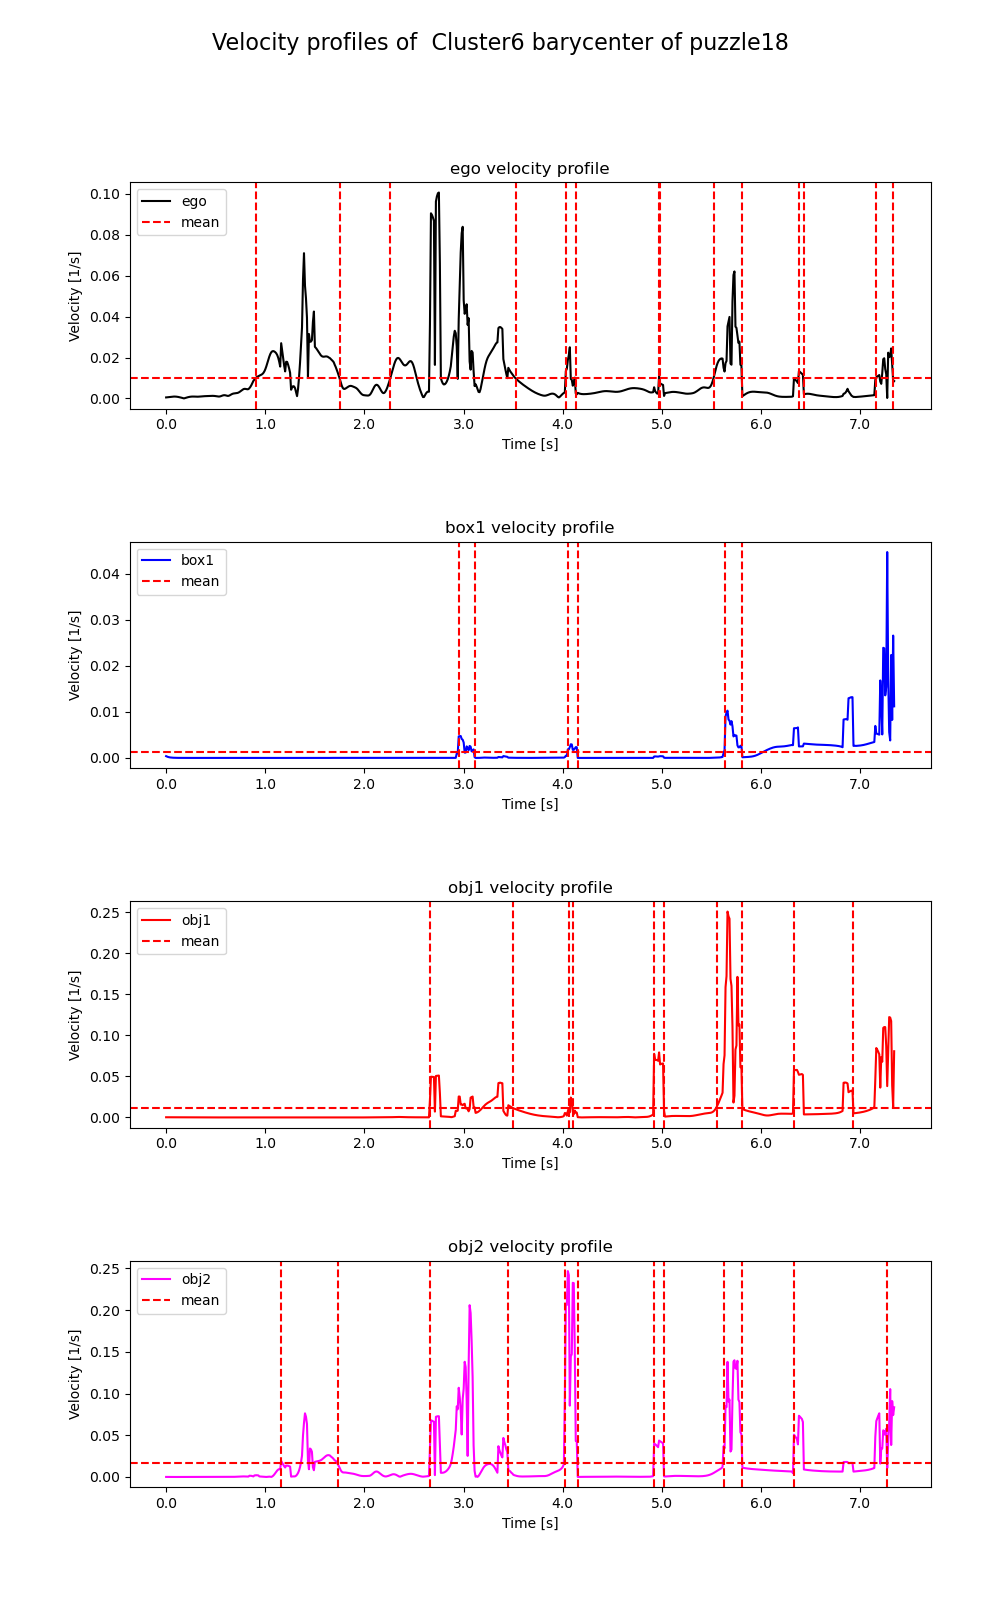 Velocity profiles of  Cluster6 barycenter of puzzle18
ego velocity profile
ego
mean
Velocity [1/s]
0.10
0.08
0.06
0.04
0.02
0.00
0.0 1.0 2.0 3.0 4.0 5.0 6.0 7.0
Time [s]
box1 velocity profile
box1
mean
Velocity [1/s]
0.04
0.03
0.02
0.01
0.00
0.0 1.0 2.0 3.0 4.0 5.0 6.0 7.0
Time [s]
obj1 velocity profile
obj1
mean
Velocity [1/s]
0.25
0.20
0.15
0.10
0.05
0.00
0.0 1.0 2.0 3.0 4.0 5.0 6.0 7.0
Time [s]
obj2 velocity profile
obj2
mean
Velocity [1/s]
0.25
0.20
0.15
0.10
0.05
0.00
0.0 1.0 2.0 3.0 4.0 5.0 6.0 7.0
Time [s]